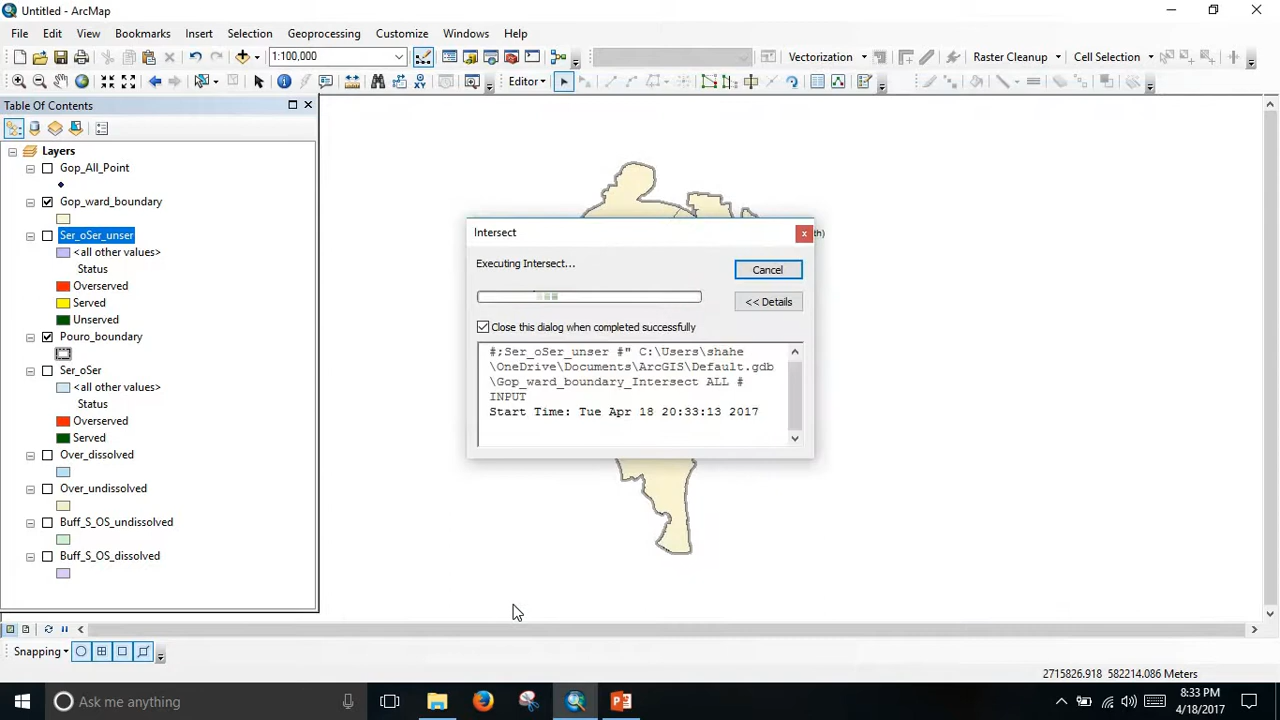 Untitled - ArcMap
File Edit View Bookmarks Insert Selection Geoprocessing Customize Windows Help
1:100,000 Vectorization Raster Cleanup Cell Selection
Editor
Table Of Contents
Layers
Gop_All_Point
Gop_ward_boundary
Ser_oSer_unser
<all other values>
Status
Overserved
Served
Unserved
Pouro_boundary
Ser_oSer
<all other values>
Status
Overserved
Served
Over_dissolved
Over_undissolved
Buff_S_OS_undissolved
Buff_S_OS_dissolved
th)
Intersect
Executing Intersect...
Cancel
<< Details
Close this dialog when completed successfully
#;Ser_oSer_unser #" C:\Users\shahe
\OneDrive\Documents\ArcGIS\Default.gdb
\Gop_ward_boundary_Intersect ALL #
INPUT
Start Time: Tue Apr 18 20:33:13 2017
Snapping
2715826.918 582214.086 Meters
Ask me anything
8:33 PM
4/18/2017